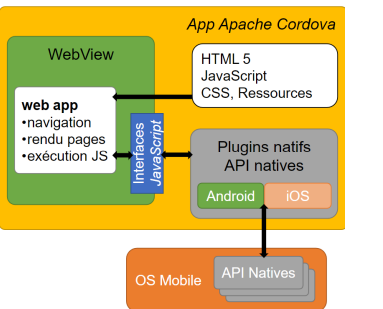 App Apache Cordova
WebView
HTML 5
JavaScript
CSS, Ressources
web app
•navigation
•rendu pages
•exécution JS
Interfaces
JavaScript
Plugins natifs
API natives
Android
iOS
OS Mobile
API Natives